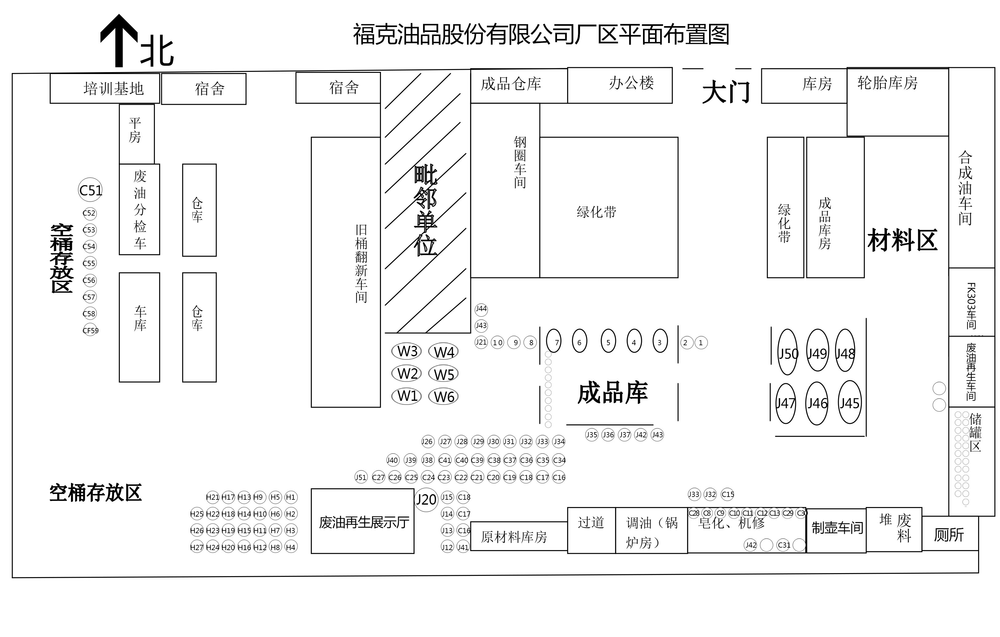 福克油品股份有限公司厂区平面布置图
北
培训基地
宿舍
宿舍
成品仓库
办公楼
大门
库房
轮胎库房
平房
废油分检车
仓库
车库
仓库
旧桶翻新车间
毗邻单位
钢圈车间
绿化带
绿化带
成品库房
材料区
合成油车间
FK303车间
废油再生车间
储罐区
空桶存放区
C51
C52
C53
C54
C55
C56
C57
C58
CF59
J44
J43
J21 10 9 8 7 6 5 4 3 2 1
W3 W4
W2 W5
W1 W6
成品库
J50 J49 J48
J47 J46 J45
J35 J36 J37 J42 J43
J26 J27 J28 J29 J30 J31 J32 J33 J34
J40 J39 J38 C41 C40 C39 C38 C37 C36 C35 C34
J51 C27 C26 C25 C24 C23 C22 C21 C20 C19 C18 C17 C16
空桶存放区
H21 H17 H13 H9 H5 H1
H25 H22 H18 H14 H10 H6 H2
H26 H23 H19 H15 H11 H7 H3
H27 H24 H20 H16 H12 H8 H4
废油再生展示厅
J20
J15 C18
J14 C17
J13 C16
J12 J41
原材料库房
过道
调油（锅
炉房）
J33 J32 C15
C28 C8 C9 C10 C11 C12 C13 C29 C30
皂化、机修
J42 C31
制壶车间
堆废料
厕所